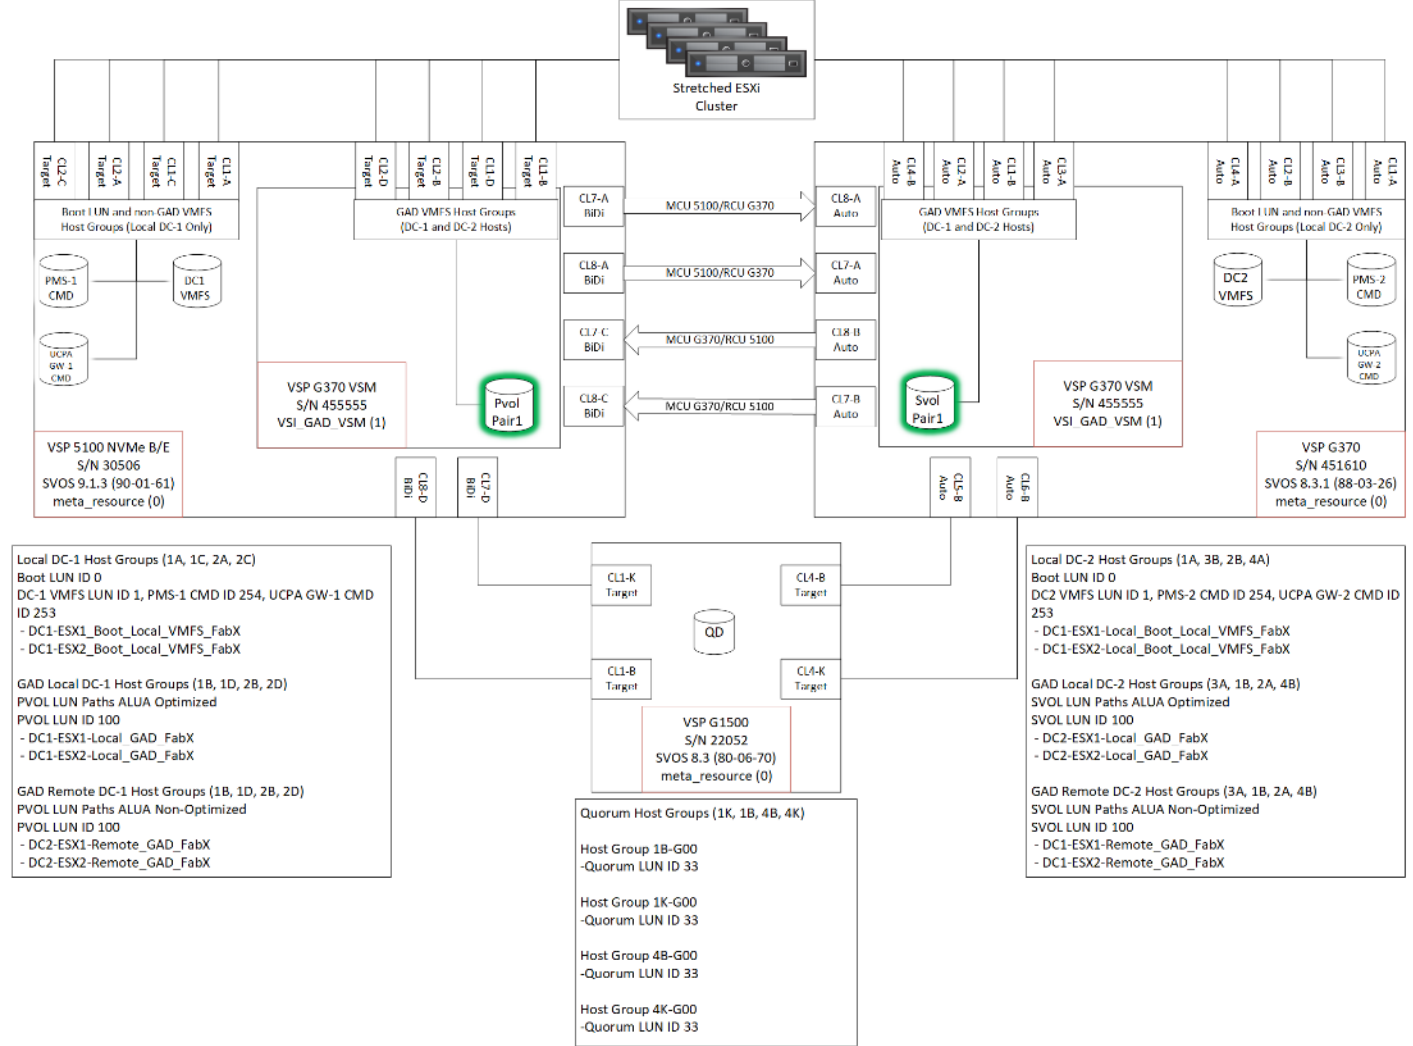 Stretched ESXi
Cluster
CL2-C
Target
CL2-A
Target
CL1-C
Target
CL1-A
Target
CL2-D
Target
CL2-B
Target
CL1-D
Target
CL1-B
Target
CL4-B
Auto
CL2-A
Auto
CL1-B
Auto
CL3-A
Auto
CL4-A
Auto
CL2-B
Auto
CL3-B
Auto
CL1-A
Auto
Boot LUN and non-GAD VMFS
Host Groups (Local DC-1 Only)
GAD VMFS Host Groups
(DC-1 and DC-2 Hosts)
CL7-A
BiDi
MCU 5100/RCU G370
CL8-A
Auto
GAD VMFS Host Groups
(DC-1 and DC-2 Hosts)
Boot LUN and non-GAD VMFS
Host Groups (Local DC-2 Only)
PMS-1
CMD
DC1
VMFS
CL8-A
BiDi
MCU 5100/RCU G370
CL7-A
Auto
DC2
VMFS
PMS-2
CMD
UCPA
GW 1
CMD
CL7-C
BiDi
MCU G370/RCU 5100
CL8-B
Auto
UCPA
GW 2
CMD
VSP G370 VSM
S/N 455555
VSI_GAD_VSM (1)
Pvol
Pair1
CL8-C
BiDi
MCU G370/RCU 5100
CL7-B
Auto
Svol
Pair1
VSP G370 VSM
S/N 455555
VSI_GAD_VSM (1)
VSP 5100 NVMe B/E
S/N 30506
SVOS 9.1.3 (90-01-61)
meta_resource (0)
CL8-D
BiDi
CL7-D
BiDi
CL5-B
Auto
CL6-B
Auto
VSP G370
S/N 451610
SVOS 8.3.1 (88-03-26)
meta_resource (0)
Local DC-1 Host Groups (1A, 1C, 2A, 2C)
Boot LUN ID 0
DC-1 VMFS LUN ID 1, PMS-1 CMD ID 254, UCPA GW-1 CMD
ID 253
- DC1-ESX1_Boot_Local_VMFS_FabX
- DC1-ESX2_Boot_Local_VMFS_FabX
GAD Local DC-1 Host Groups (1B, 1D, 2B, 2D)
PVOL LUN Paths ALUA Optimized
PVOL LUN ID 100
- DC1-ESX1-Local_GAD_FabX
- DC1-ESX2-Local_GAD_FabX
GAD Remote DC-1 Host Groups (1B, 1D, 2B, 2D)
PVOL LUN Paths ALUA Non-Optimized
PVOL LUN ID 100
- DC2-ESX1-Remote_GAD_FabX
- DC2-ESX2-Remote_GAD_FabX
CL1-K
Target
CL4-B
Target
QD
CL1-B
Target
CL4-K
Target
VSP G1500
S/N 22052
SVOS 8.3 (80-06-70)
meta_resource (0)
Quorum Host Groups (1K, 1B, 4B, 4K)
Host Group 1B-G00
-Quorum LUN ID 33
Host Group 1K-G00
-Quorum LUN ID 33
Host Group 4B-G00
-Quorum LUN ID 33
Host Group 4K-G00
-Quorum LUN ID 33
Local DC-2 Host Groups (1A, 3B, 2B, 4A)
Boot LUN ID 0
DC2 VMFS LUN ID 1, PMS-2 CMD ID 254, UCPA GW-2 CMD ID
253
- DC1-ESX1-Local_Boot_Local_VMFS_FabX
- DC1-ESX2-Local_Boot_Local_VMFS_FabX
GAD Local DC-2 Host Groups (3A, 1B, 2A, 4B)
SVOL LUN Paths ALUA Optimized
SVOL LUN ID 100
- DC2-ESX1-Local_GAD_FabX
- DC2-ESX2-Local_GAD_FabX
GAD Remote DC-2 Host Groups (3A, 1B, 2A, 4B)
SVOL LUN Paths ALUA Non-Optimized
SVOL LUN ID 100
- DC1-ESX1-Remote_GAD_FabX
- DC1-ESX2-Remote_GAD_FabX